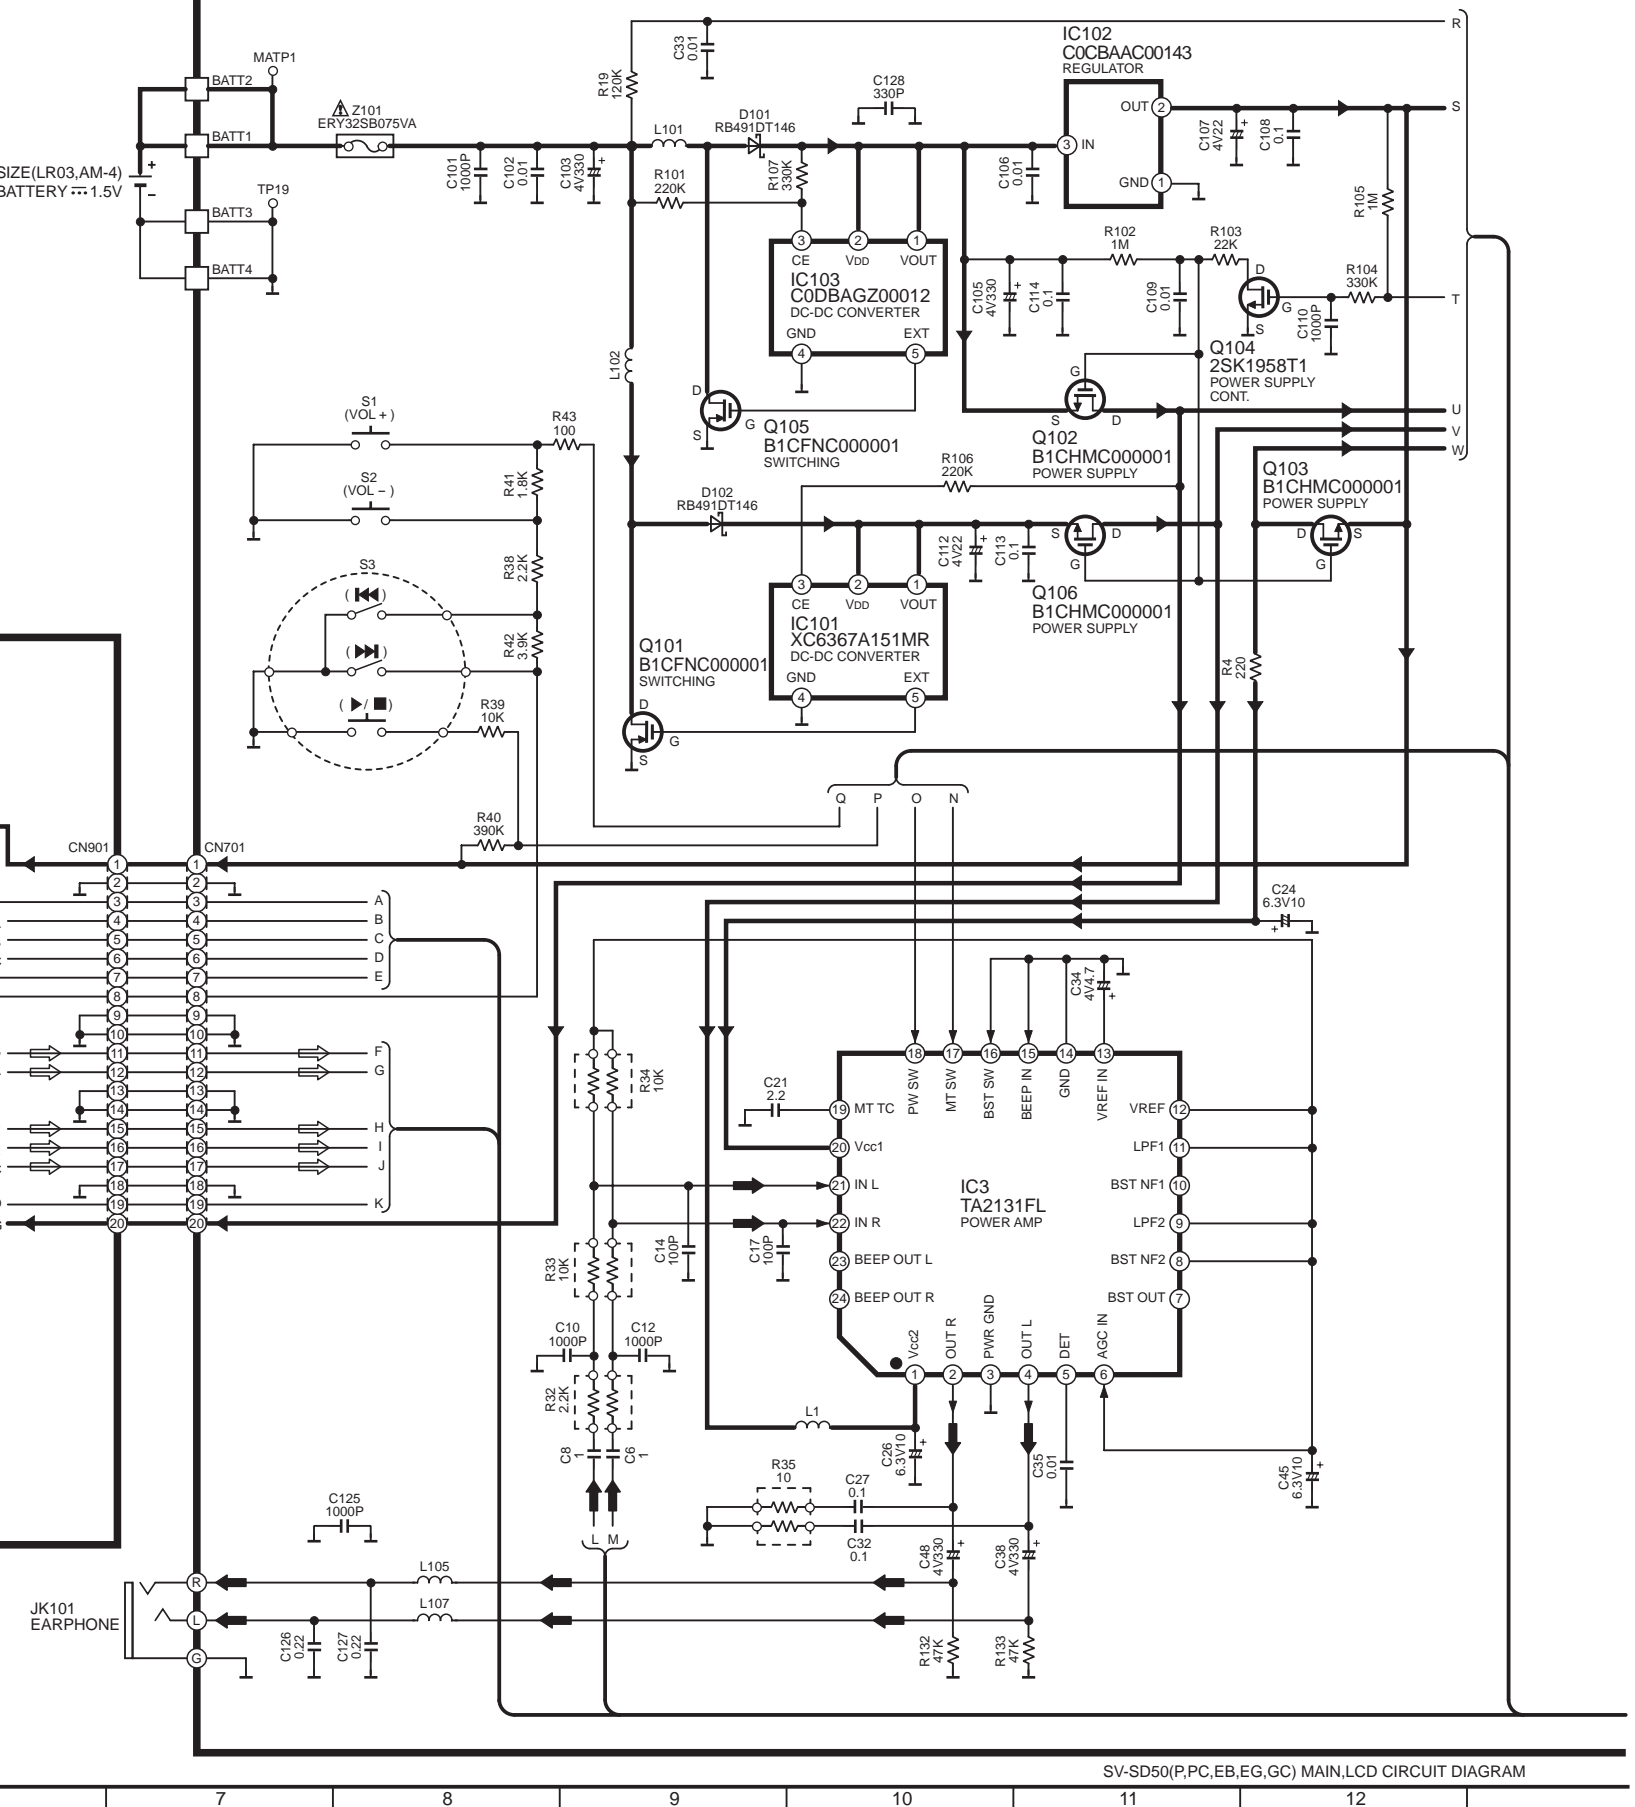 R
IC102
C0CBAAC00143
REGULATOR
C33
0.01
MATP1
BATT2
R19
120K
C128
330P
OUT 2
S
Z101
ERY32SB075VA
D101
RB491DT146
L101
C107
4V22
+
C108
0.1
BATT1
3 IN
C101
1000P
C102
0.01
C103
4V330
+
R107
330K
C106
0.01
SIZE(LR03,AM-4)
BATTERY 1.5V
+
−
TP19
R101
220K
GND 1
R105
1M
BATT3
3 2 1
CE VDD VOUT
R102
1M
R103
22K
BATT4
IC103
C0DBAGZ00012
DC-DC CONVERTER
C105
4V330
+
C114
0.1
C109
0.01
D
G
S
R104
330K
T
GND EXT
4 5
C110
1000P
L102
Q104
2SK1958T1
POWER SUPPLY
CONT.
G
S D
D
G
S
U
S1
(VOL+)
R43
100
Q105
B1CFNC000001
SWITCHING
Q102
B1CHMC000001
POWER SUPPLY
V
W
R106
220K
Q103
B1CHMC000001
POWER SUPPLY
S2
(VOL−)
R41
1.8K
D102
RB491DT146
C112
4V22
+
C113
0.1
S D
G
D S
G
S3
R38
2.2K
3 2 1
CE VDD VOUT
Q106
B1CHMC000001
POWER SUPPLY
IC101
XC6367A151MR
DC-DC CONVERTER
R42
3.9K
Q101
B1CFNC000001
SWITCHING
R4
220
GND EXT
4 5
R39
10K
D
G
S
Q P O N
R40
390K
CN901 CN701
1 1
2 2
3 3 A
4 4 B
5 5 C
6 6 D
7 7 E
8 8
9 9
10 10
11 11 F
12 12 G
13 13
14 14
15 15 H
16 16 I
17 17 J
18 18
19 19 K
20 20
C24
6.3V10
+
C34
4V4.7
+
18 17 16 15 14 13
PW SW
MT SW
BST SW
BEEP IN
GND
VREF IN
R34
10K
C21
2.2
19 MT TC
VREF 12
20 Vcc1
LPF1 11
21 IN L
BST NF1 10
IC3
TA2131FL
POWER AMP
22 IN R
LPF2 9
R33
10K
C14
100P
C17
100P
23 BEEP OUT L
BST NF2 8
24 BEEP OUT R
BST OUT 7
C10
1000P
C12
1000P
Vcc2
OUT R
PWR GND
OUT L
DET
AGC IN
1 2 3 4 5 6
R32
2.2K
L1
C8
1
C6
1
C26
6.3V10
+
C35
0.01
C45
6.3V10
+
R35
10
C27
0.1
C125
1000P
L M
C32
0.1
C48
4V330
+
C38
4V330
+
L105
R
JK101
EARPHONE
L107
L
C126
0.22
C127
0.22
R132
47K
R133
47K
G
SV-SD50(P,PC,EB,EG,GC) MAIN,LCD CIRCUIT DIAGRAM
7 8 9 10 11 12